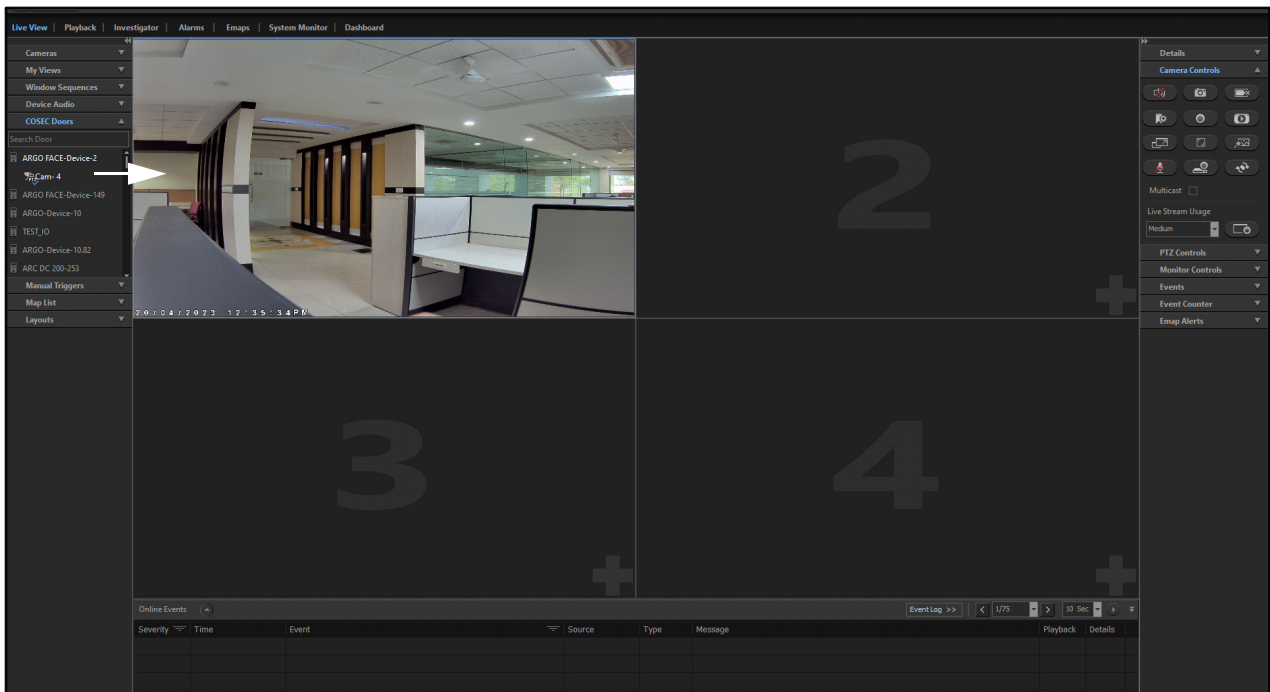 Live View | Playback | Investigator | Alarms | Emaps | System Monitor | Dashboard
Cameras
My Views
Window Sequences
Device Audio
COSEC Doors
Search Door
ARGO FACE-Device-2
Cam- 4
ARGO FACE-Device-149
ARGO-Device-10
TEST_IO
ARGO-Device-10.82
ARC DC 200-253
Manual Triggers
Map List
Layouts
20/04/2023 12:35:34PM
2
3
4
Details
Camera Controls
Multicast
Live Stream Usage
Medium
PTZ Controls
Monitor Controls
Events
Event Counter
Emap Alerts
Online Events Event Log >> 1/75 10 Sec
Severity Time Event Source Type Message Playback Details